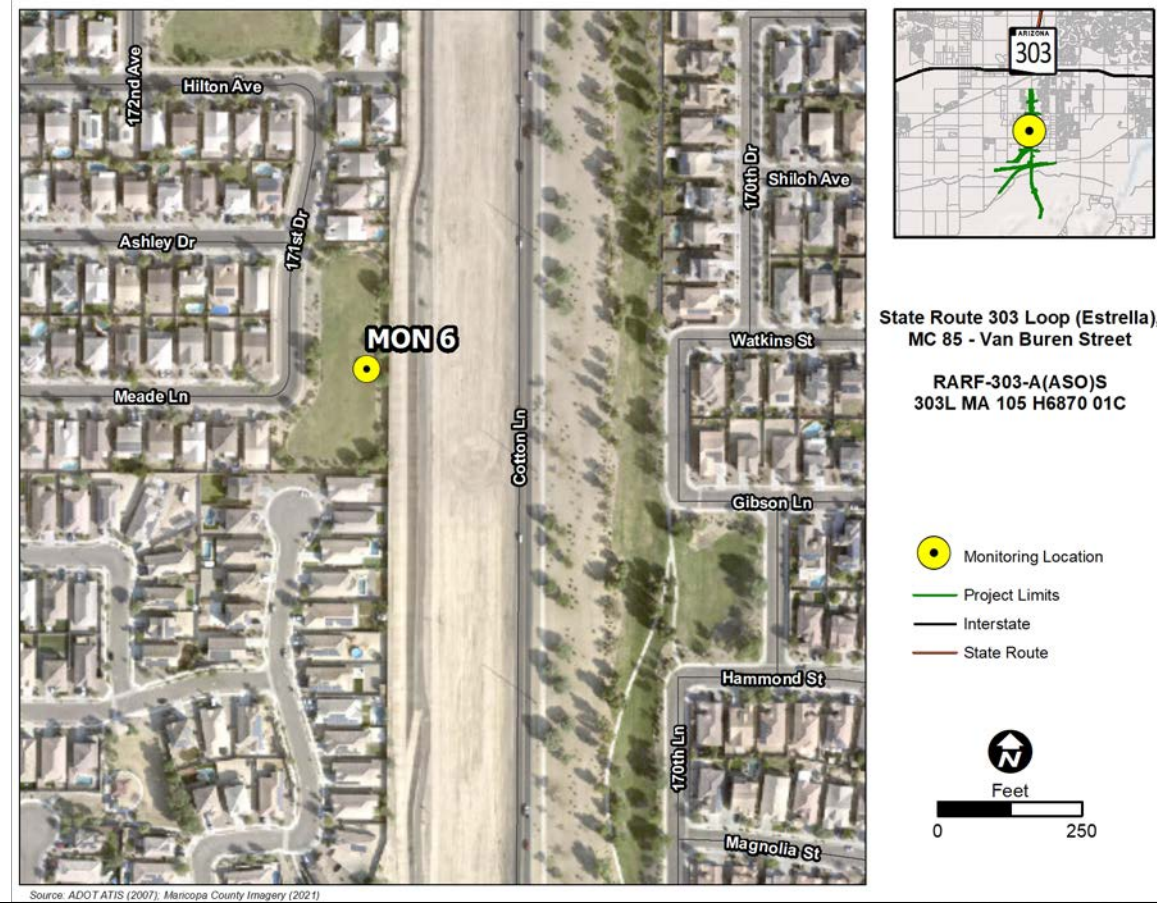 172nd Ave
Hilton Ave
171st Dr
Ashley Dr
Meade Ln
MON 6
Cotton Ln
170th Dr
Shiloh Ave
Watkins St
Gibson Ln
Hammond St
170th Ln
Magnolia St
Source: ADOT ATIS (2007); Maricopa County Imagery (2021)
ARIZONA
303
State Route 303 Loop (Estrella),
MC 85 - Van Buren Street
RARF-303-A(ASO)S
303L MA 105 H6870 01C
Monitoring Location
Project Limits
Interstate
State Route
N
Feet
0 250